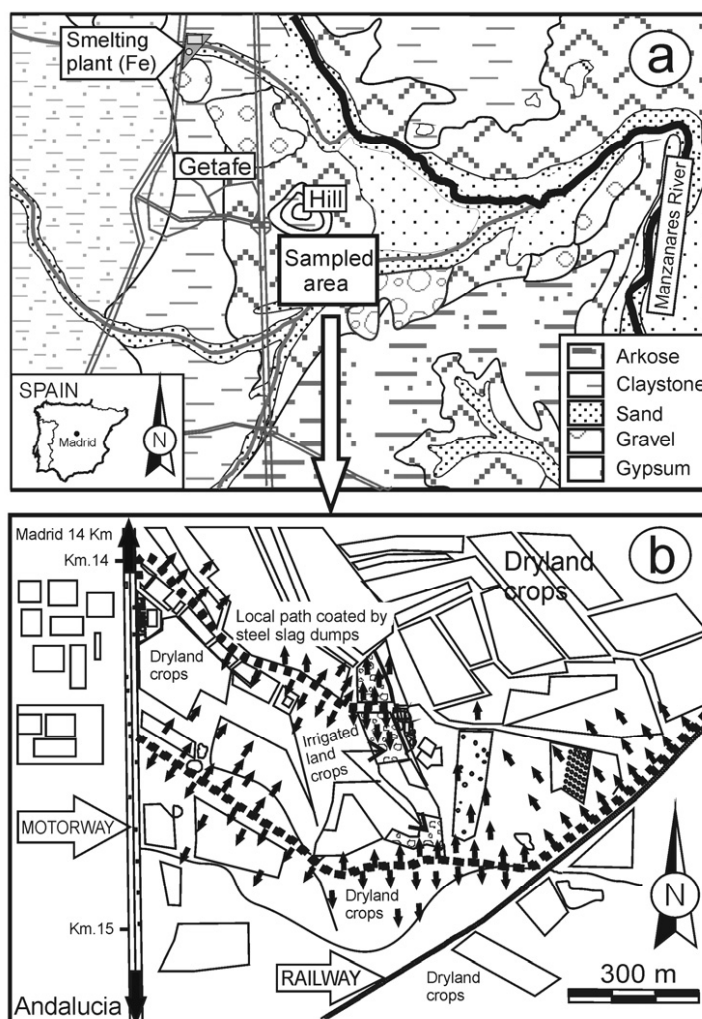 Smelting
plant (Fe)
a
Getafe
Hill
Sampled
area
Manzanares River
Arkose
Claystone
Sand
Gravel
Gypsum
SPAIN
Madrid
N
Madrid 14 Km
Km.14
b
Dryland
crops
Local path coated by
steel slag dumps
Dryland
crops
Irrigated
land
crops
MOTORWAY
Dryland
crops
N
Km.15
RAILWAY
Dryland
crops
300 m
Andalucia